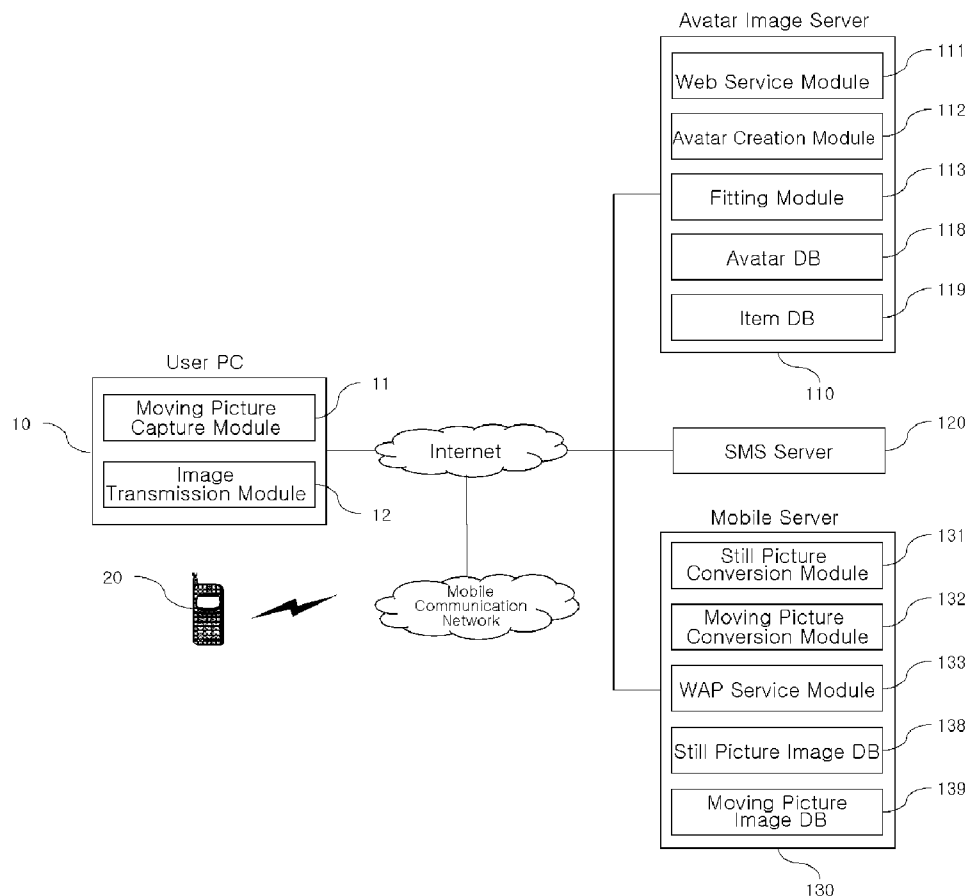 Avatar Image Server
111
Web Service Module
112
Avatar Creation Module
113
Fitting Module
118
Avatar DB
119
Item DB
110
User PC
10
11
Moving Picture
Capture Module
Image
Transmission Module
12
Internet
120
SMS Server
Mobile Server
131
Still Picture
Conversion Module
132
Moving Picture
Conversion Module
133
WAP Service Module
138
Still Picture Image DB
139
Moving Picture
Image DB
130
20
Mobile
Communication
Network